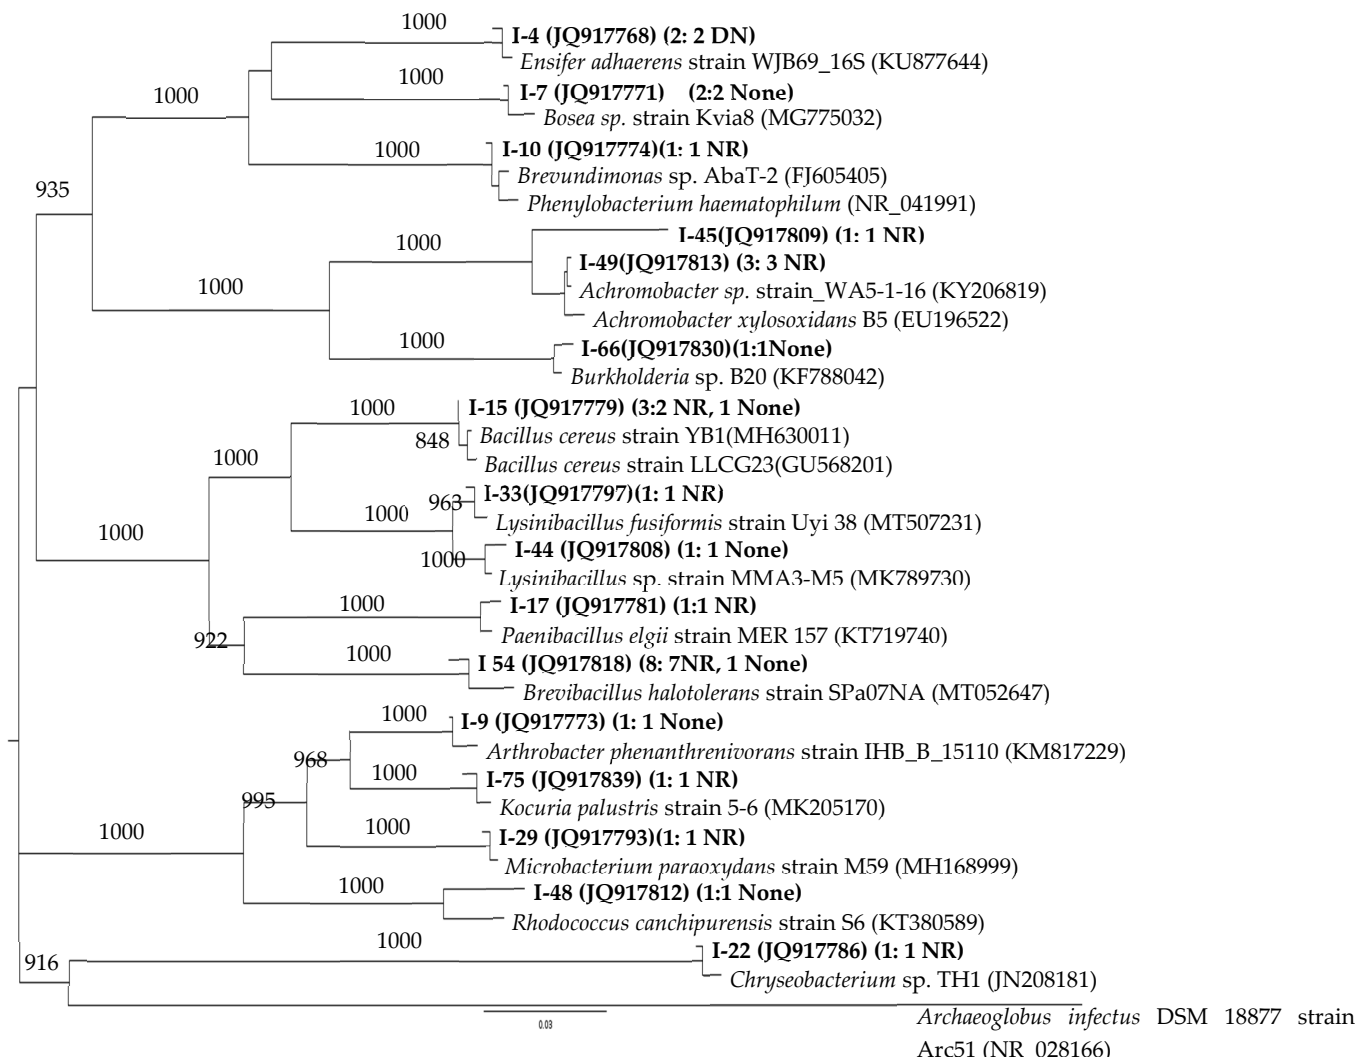 1000
I-4 (JQ917768) (2: 2 DN)
Ensifer adhaerens strain WJB69_16S (KU877644)
1000
I-7 (JQ917771) (2:2 None)
1000
Bosea sp. strain Kvia8 (MG775032)
1000
I-10 (JQ917774)(1: 1 NR)
Brevundimonas sp. AbaT-2 (FJ605405)
935
Phenylobacterium haematophilum (NR_041991)
I-45(JQ917809) (1: 1 NR)
1000
I-49(JQ917813) (3: 3 NR)
1000
Achromobacter sp. strain_WA5-1-16 (KY206819)
Achromobacter xylosoxidans B5 (EU196522)
1000
I-66(JQ917830)(1:1None)
Burkholderia sp. B20 (KF788042)
1000
I-15 (JQ917779) (3:2 NR, 1 None)
848
Bacillus cereus strain YB1(MH630011)
1000
Bacillus cereus strain LLCG23(GU568201)
963
I-33(JQ917797)(1: 1 NR)
1000
Lysinibacillus fusiformis strain Uyi 38 (MT507231)
1000
I-44 (JQ917808) (1: 1 None)
1000
Lysinibacillus sp. strain MMA3-M5 (MK789730)
1000
I-17 (JQ917781) (1:1 NR)
922
Paenibacillus elgii strain MER 157 (KT719740)
1000
I 54 (JQ917818) (8: 7NR, 1 None)
Brevibacillus halotolerans strain SPa07NA (MT052647)
1000
I-9 (JQ917773) (1: 1 None)
968
Arthrobacter phenanthrenivorans strain IHB_B_15110 (KM817229)
1000
I-75 (JQ917839) (1: 1 NR)
995
Kocuria palustris strain 5-6 (MK205170)
1000
1000
I-29 (JQ917793)(1: 1 NR)
Microbacterium paraoxydans strain M59 (MH168999)
1000
I-48 (JQ917812) (1:1 None)
Rhodococcus canchipurensis strain S6 (KT380589)
1000
I-22 (JQ917786) (1: 1 NR)
916
Chryseobacterium sp. TH1 (JN208181)
0.03
Archaeoglobus infectus DSM 18877 strain
Arc51 (NR_028166)